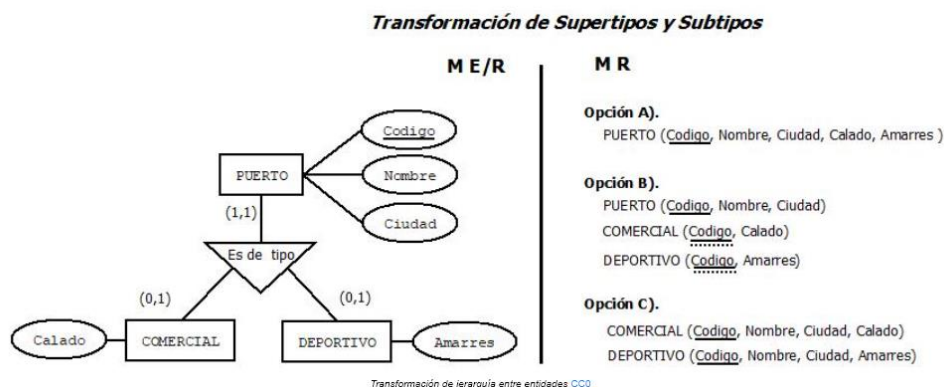 Transformación de Supertipos y Subtipos
M E/R
M R
Codigo
PUERTO
Nombre
Ciudad
(1,1)
Es de tipo
(0,1)
(0,1)
Calado
COMERCIAL
DEPORTIVO
Amarres
Opción A).
PUERTO (Codigo, Nombre, Ciudad, Calado, Amarres )
Opción B).
PUERTO (Codigo, Nombre, Ciudad)
COMERCIAL (Codigo, Calado)
DEPORTIVO (Codigo, Amarres)
Opción C).
COMERCIAL (Codigo, Nombre, Ciudad, Calado)
DEPORTIVO (Codigo, Nombre, Ciudad, Amarres)
Transformación de jerarquía entre entidades CC0